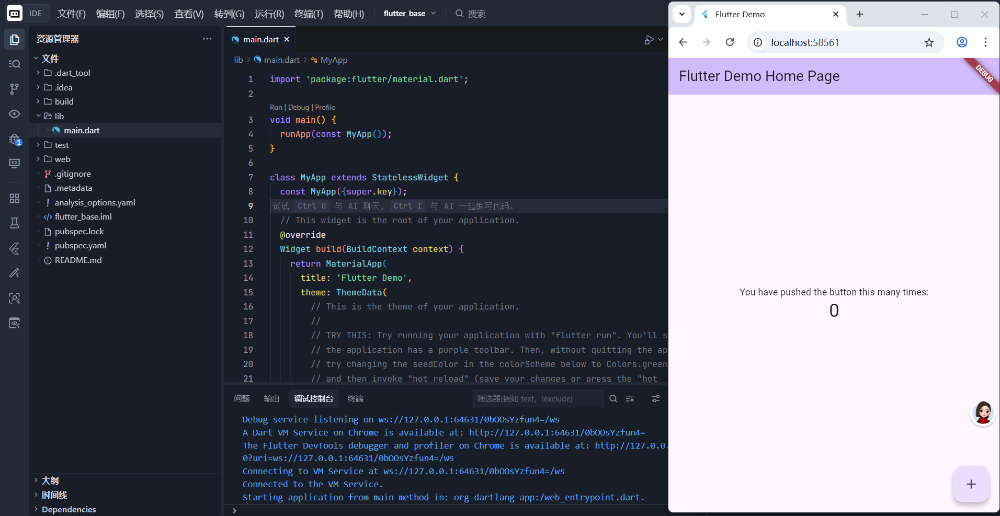 IDE 文件(F) 编辑(E) 选择(S) 查看(V) 转到(G) 运行(R) 终端(T) 帮助(H) flutter_base 搜索
资源管理器
文件
.dart_tool
.idea
build
lib
main.dart
test
web
.gitignore
.metadata
analysis_options.yaml
flutter_base.iml
pubspec.lock
pubspec.yaml
README.md
大纲
时间线
Dependencies
1
main.dart
lib > main.dart > MyApp
1 import 'package:flutter/material.dart';
2
Run | Debug | Profile
3 void main() {
4 runApp(const MyApp());
5 }
6
7 class MyApp extends StatelessWidget {
8 const MyApp({super.key});
9 试试 Ctrl U 与 AI 聊天, Ctrl I 与 AI 一起编写代码。
10 // This widget is the root of your application.
11 @override
12 Widget build(BuildContext context) {
13 return MaterialApp(
14 title: 'Flutter Demo',
15 theme: ThemeData(
16 // This is the theme of your application.
17 //
18 // TRY THIS: Try running your application with "flutter run". You'll s
19 // the application has a purple toolbar. Then, without quitting the ap
20 // try changing the seedColor in the colorScheme below to Colors.green
21 // and then invoke "hot reload" (save your changes or press the "hot
问题 输出 调试控制台 终端 筛选器(例如 text、!exclude)
Debug service listening on ws://127.0.0.1:64631/0bOOsYzfun4=/ws
A Dart VM Service on Chrome is available at: http://127.0.0.1:64631/0bOOsYzfun4=
The Flutter DevTools debugger and profiler on Chrome is available at: http://127.0.0.
0?uri=ws://127.0.0.1:64631/0bOOsYzfun4=/ws
Connecting to VM Service at ws://127.0.0.1:64631/0bOOsYzfun4=/ws
Connected to the VM Service.
Starting application from main method in: org-dartlang-app:/web_entrypoint.dart.
Flutter Demo
localhost:58561
Flutter Demo Home Page
DEBUG
You have pushed the button this many times:
0